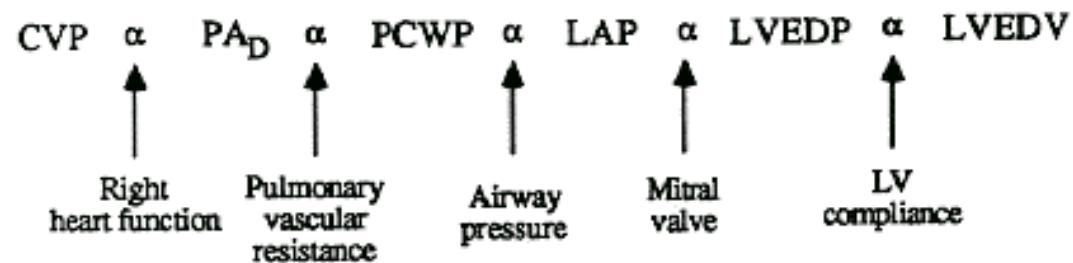 CVP α PAD α PCWP α LAP α LVEDP α LVEDV
Right
heart function
Pulmonary
vascular
resistance
Airway
pressure
Mitral
valve
LV
compliance